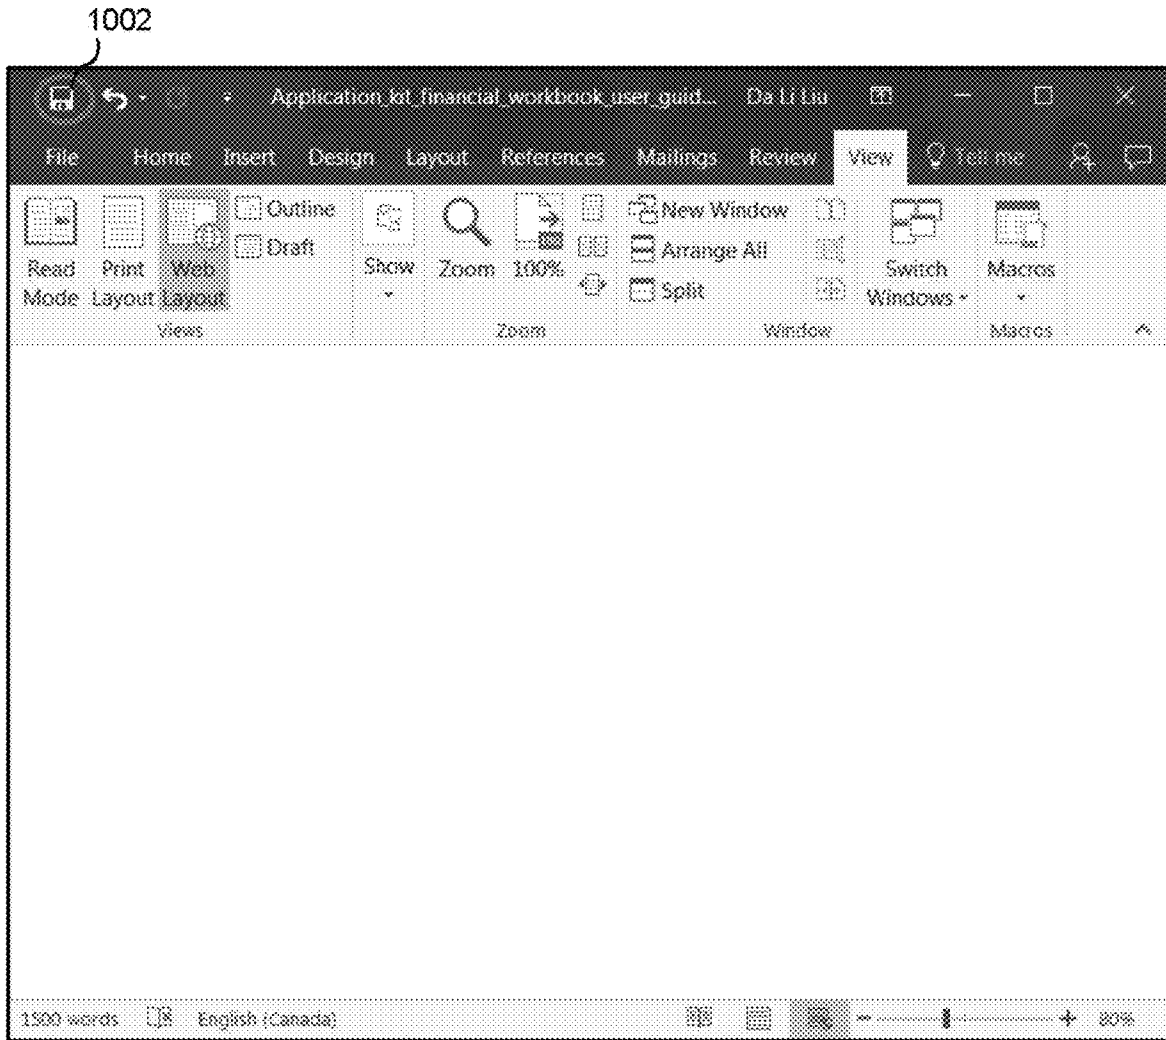 1002
Application_kit_financial_workbook_user_guid... Da Li Liu
File Home Insert Design Layout References Mailings Review View Tell me
Read Mode
Print Layout
Web Layout
Outline
Draft
Show
Zoom
100%
New Window
Arrange All
Split
Switch Windows
Macros
Views Zoom Window Macros
1500 words English (Canada) 80%